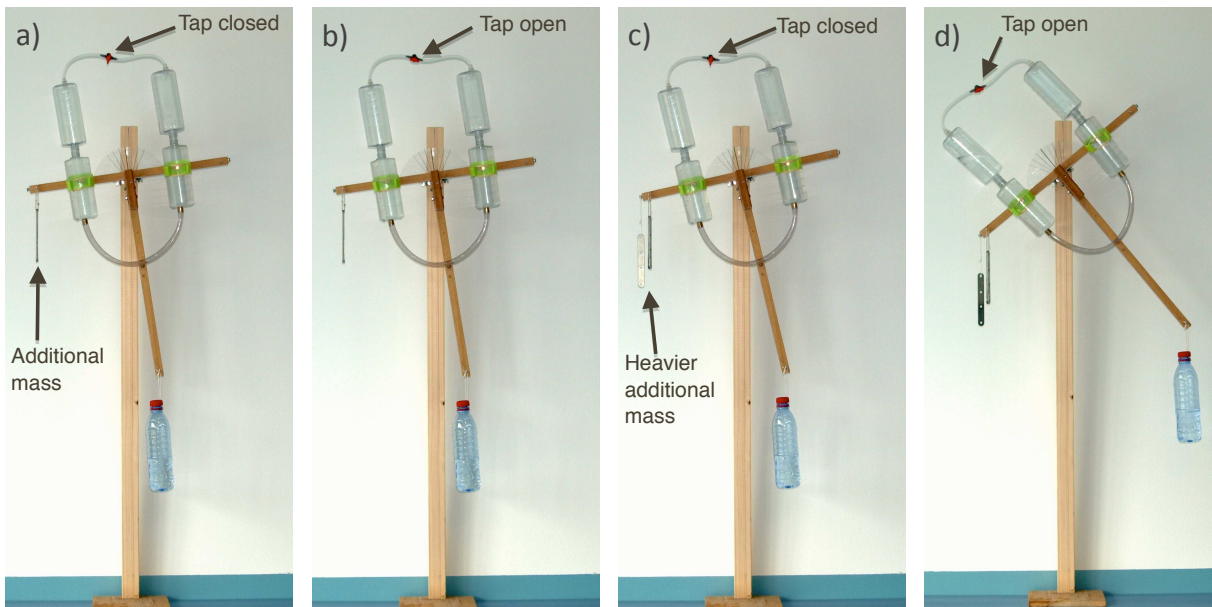 a)
Tap closed
Additional
mass
b)
Tap open
c)
Tap closed
Heavier
additional
mass
d)
Tap open